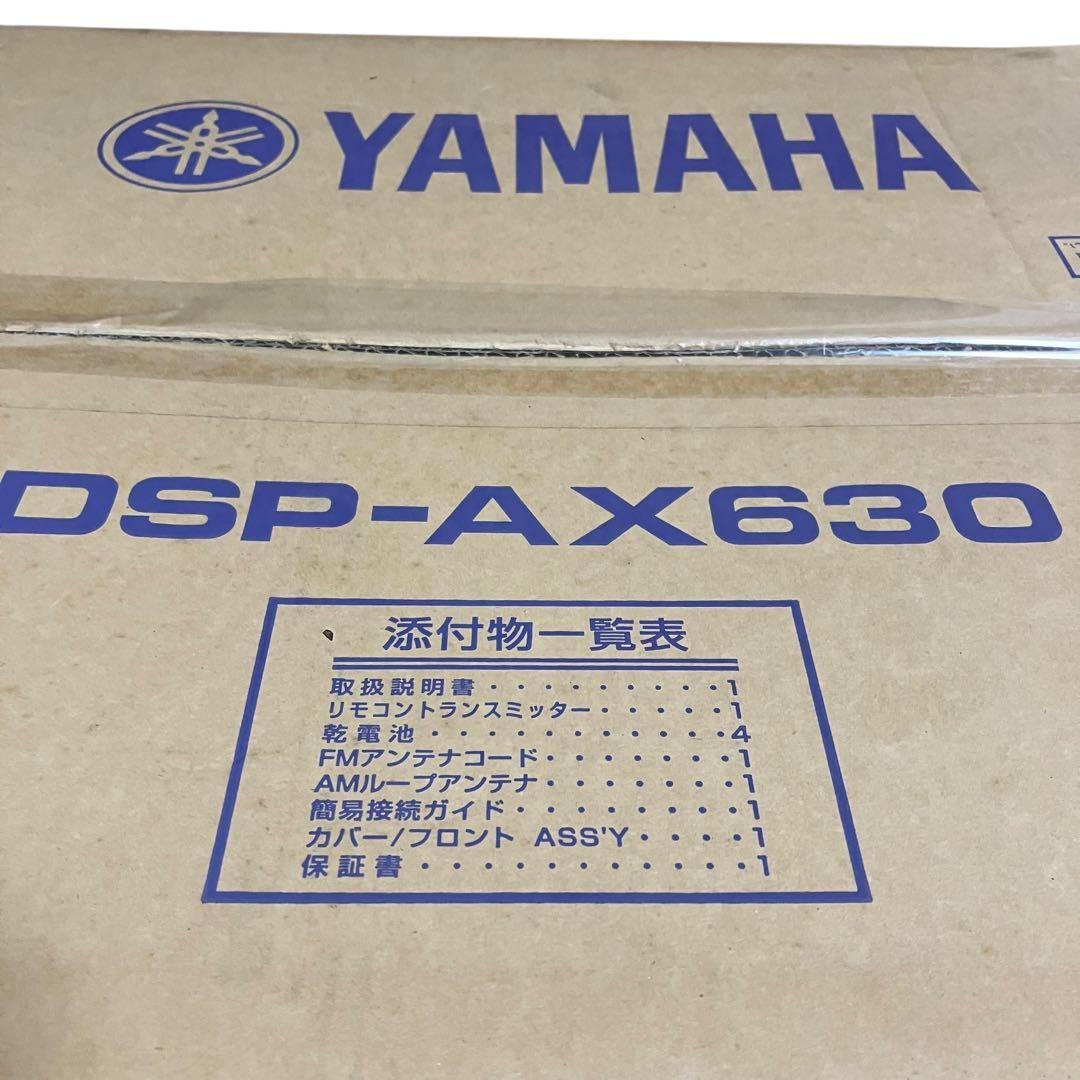 YAMAHA
DSP-AX630
添付物一覧表
取扱説明書・・・・・・・・・1
リモコントランスミッター・・・・・1
乾電池・・・・・・・・・・・・4
FMアンテナコード・・・・・・・1
AMループアンテナ・・・・・・・・1
簡易接続ガイド・・・・・・・・・1
カバー/フロント ASS'Y・・・・1
保証書・・・・・・・・・・・・1